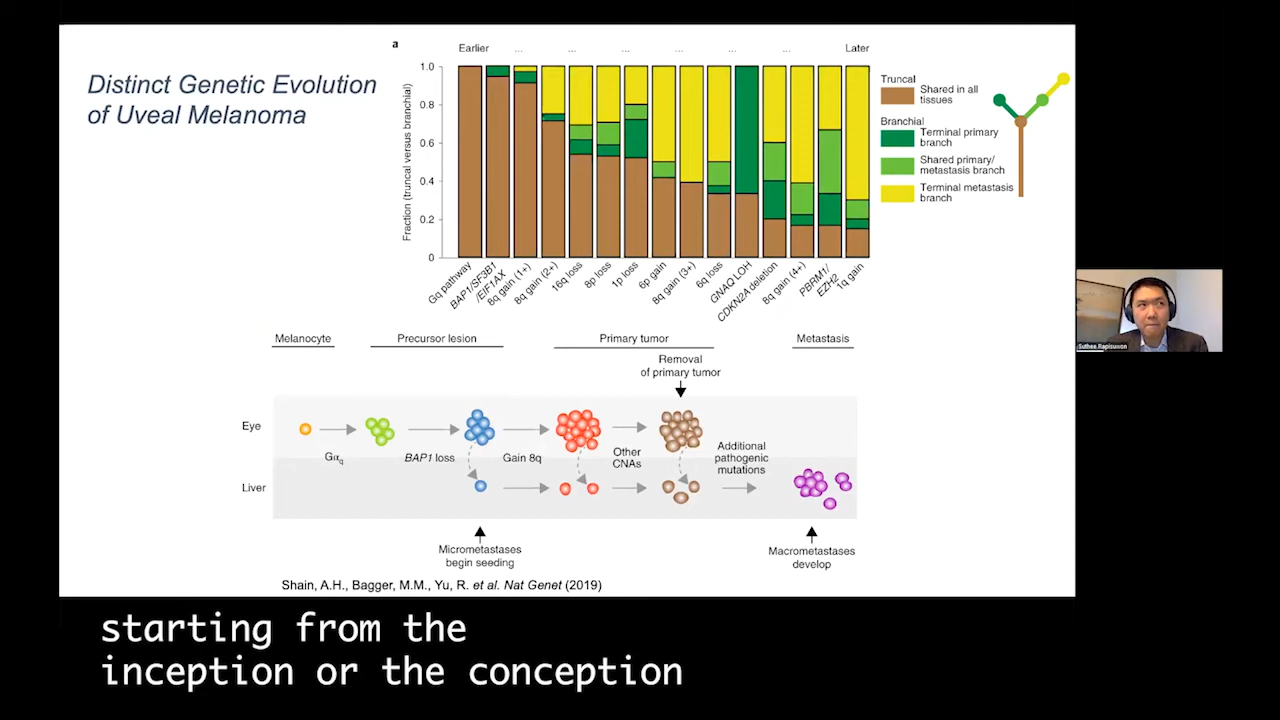 Distinct Genetic Evolution
of Uveal Melanoma
a
Earlier ... ... ... ... ... ... Later
Fraction (truncal versus branchial)
1.0
0.8
0.6
0.4
0.2
0
Gq pathway
BAP1/SF3B1
/EIF1AX
8q gain (1+)
8q gain (2+)
16q loss
8p loss
1p loss
6p gain
8q gain (3+)
6q loss
GNAQ LOH
CDKN2A deletion
8q gain (4+)
PBRM1/
EZH2
1q gain
Truncal
Shared in all
tissues
Branchial
Terminal primary
branch
Shared primary/
metastasis branch
Terminal metastasis
branch
Suthee Rapisuwon
Melanocyte
Precursor lesion
Primary tumor
Metastasis
Removal
of primary tumor
Eye
Gαq
BAP1 loss
Gain 8q
Other
CNAs
Additional
pathogenic
mutations
Liver
Micrometastases
begin seeding
Macrometastases
develop
Shain, A.H., Bagger, M.M., Yu, R. et al. Nat Genet (2019)
starting from the
inception or the conception